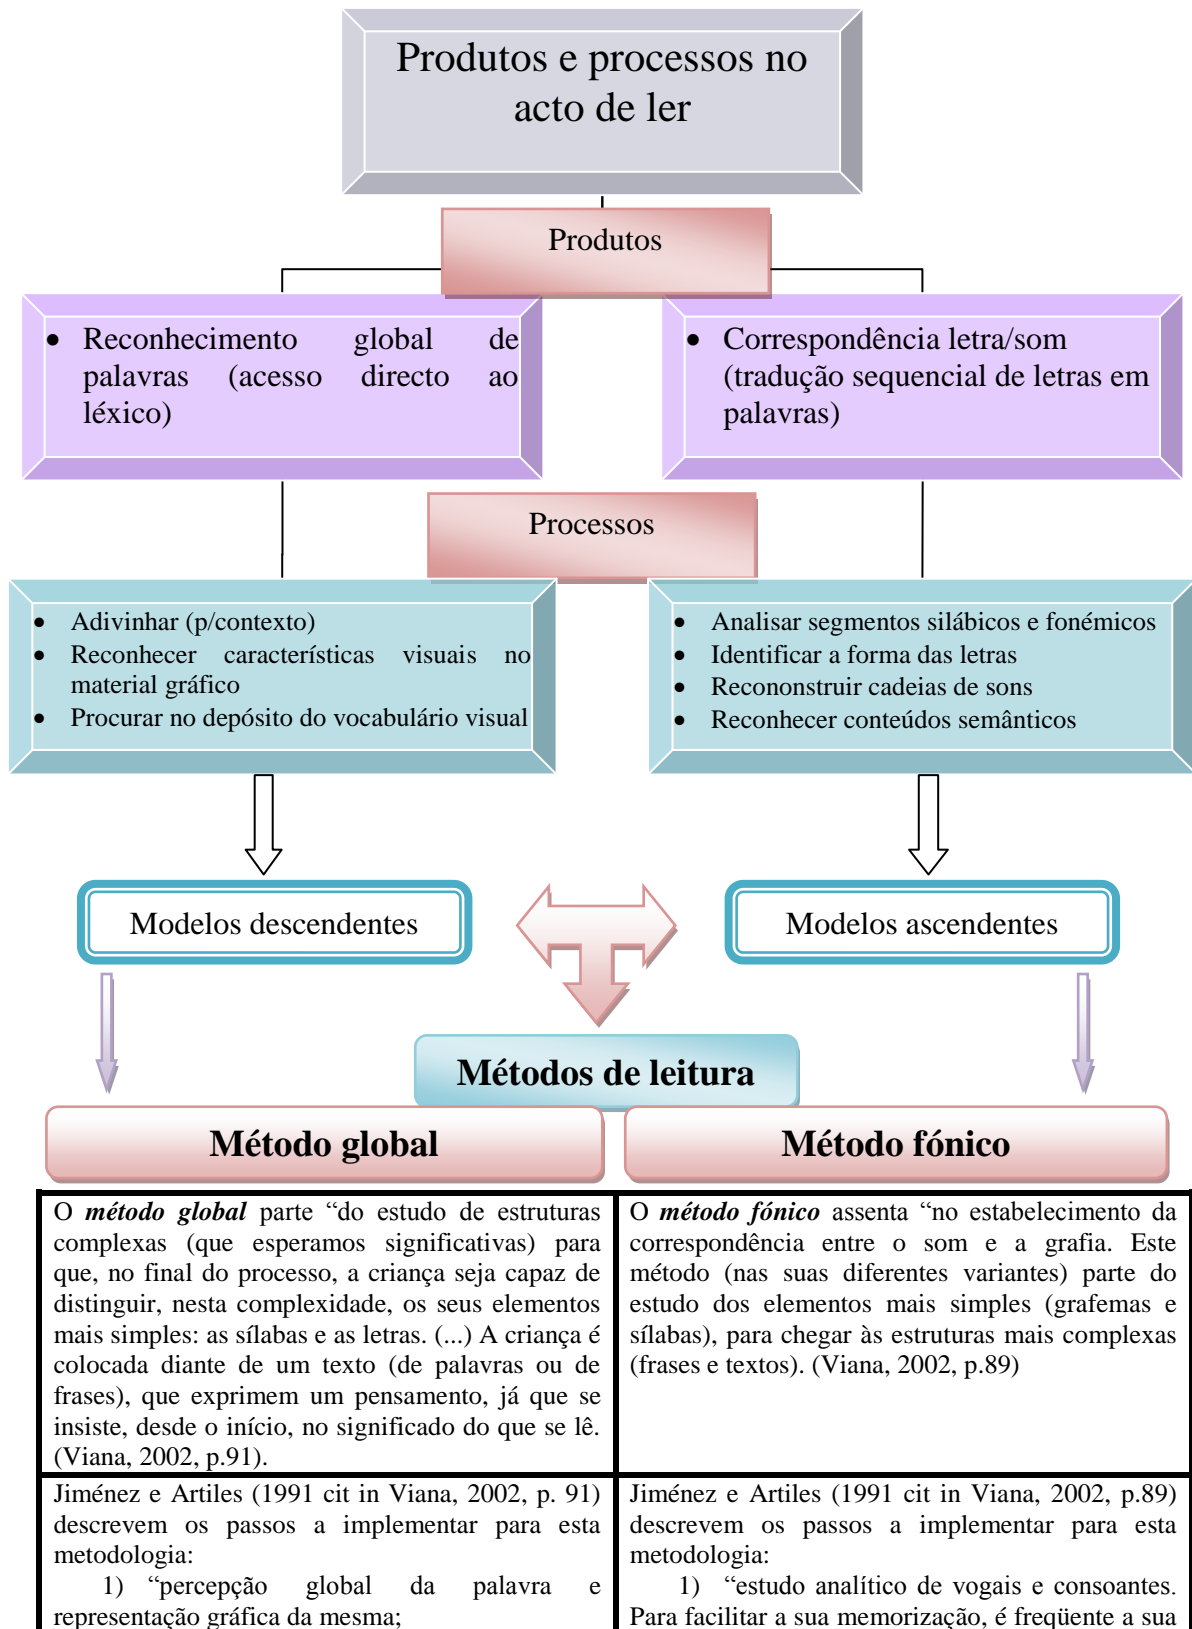 Produtos e processos no
acto de ler
Produtos
• Reconhecimento global de
palavras (acesso directo ao
léxico)
• Correspondência letra/som
(tradução sequencial de letras em
palavras)
Processos
• Adivinhar (p/contexto)
• Reconhecer características visuais no
material gráfico
• Procurar no depósito do vocabulário visual
• Analisar segmentos silábicos e fonémicos
• Identificar a forma das letras
• Recononstruir cadeias de sons
• Reconhecer conteúdos semânticos
Modelos descendentes
Modelos ascendentes
Métodos de leitura
Método global
Método fónico
O método global parte “do estudo de estruturas
complexas (que esperamos significativas) para
que, no final do processo, a criança seja capaz de
distinguir, nesta complexidade, os seus elementos
mais simples: as sílabas e as letras. (...) A criança é
colocada diante de um texto (de palavras ou de
frases), que exprimem um pensamento, já que se
insiste, desde o início, no significado do que se lê.
(Viana, 2002, p.91).
O método fónico assenta “no estabelecimento da
correspondência entre o som e a grafia. Este
método (nas suas diferentes variantes) parte do
estudo dos elementos mais simples (grafemas e
sílabas), para chegar às estruturas mais complexas
(frases e textos). (Viana, 2002, p.89)
Jiménez e Artiles (1991 cit in Viana, 2002, p. 91)
descrevem os passos a implementar para esta
metodologia:
1) “percepção global da palavra e
representação gráfica da mesma;
Jiménez e Artiles (1991 cit in Viana, 2002, p.89)
descrevem os passos a implementar para esta
metodologia:
1) “estudo analítico de vogais e consoantes.
Para facilitar a sua memorização, é freqüente a sua